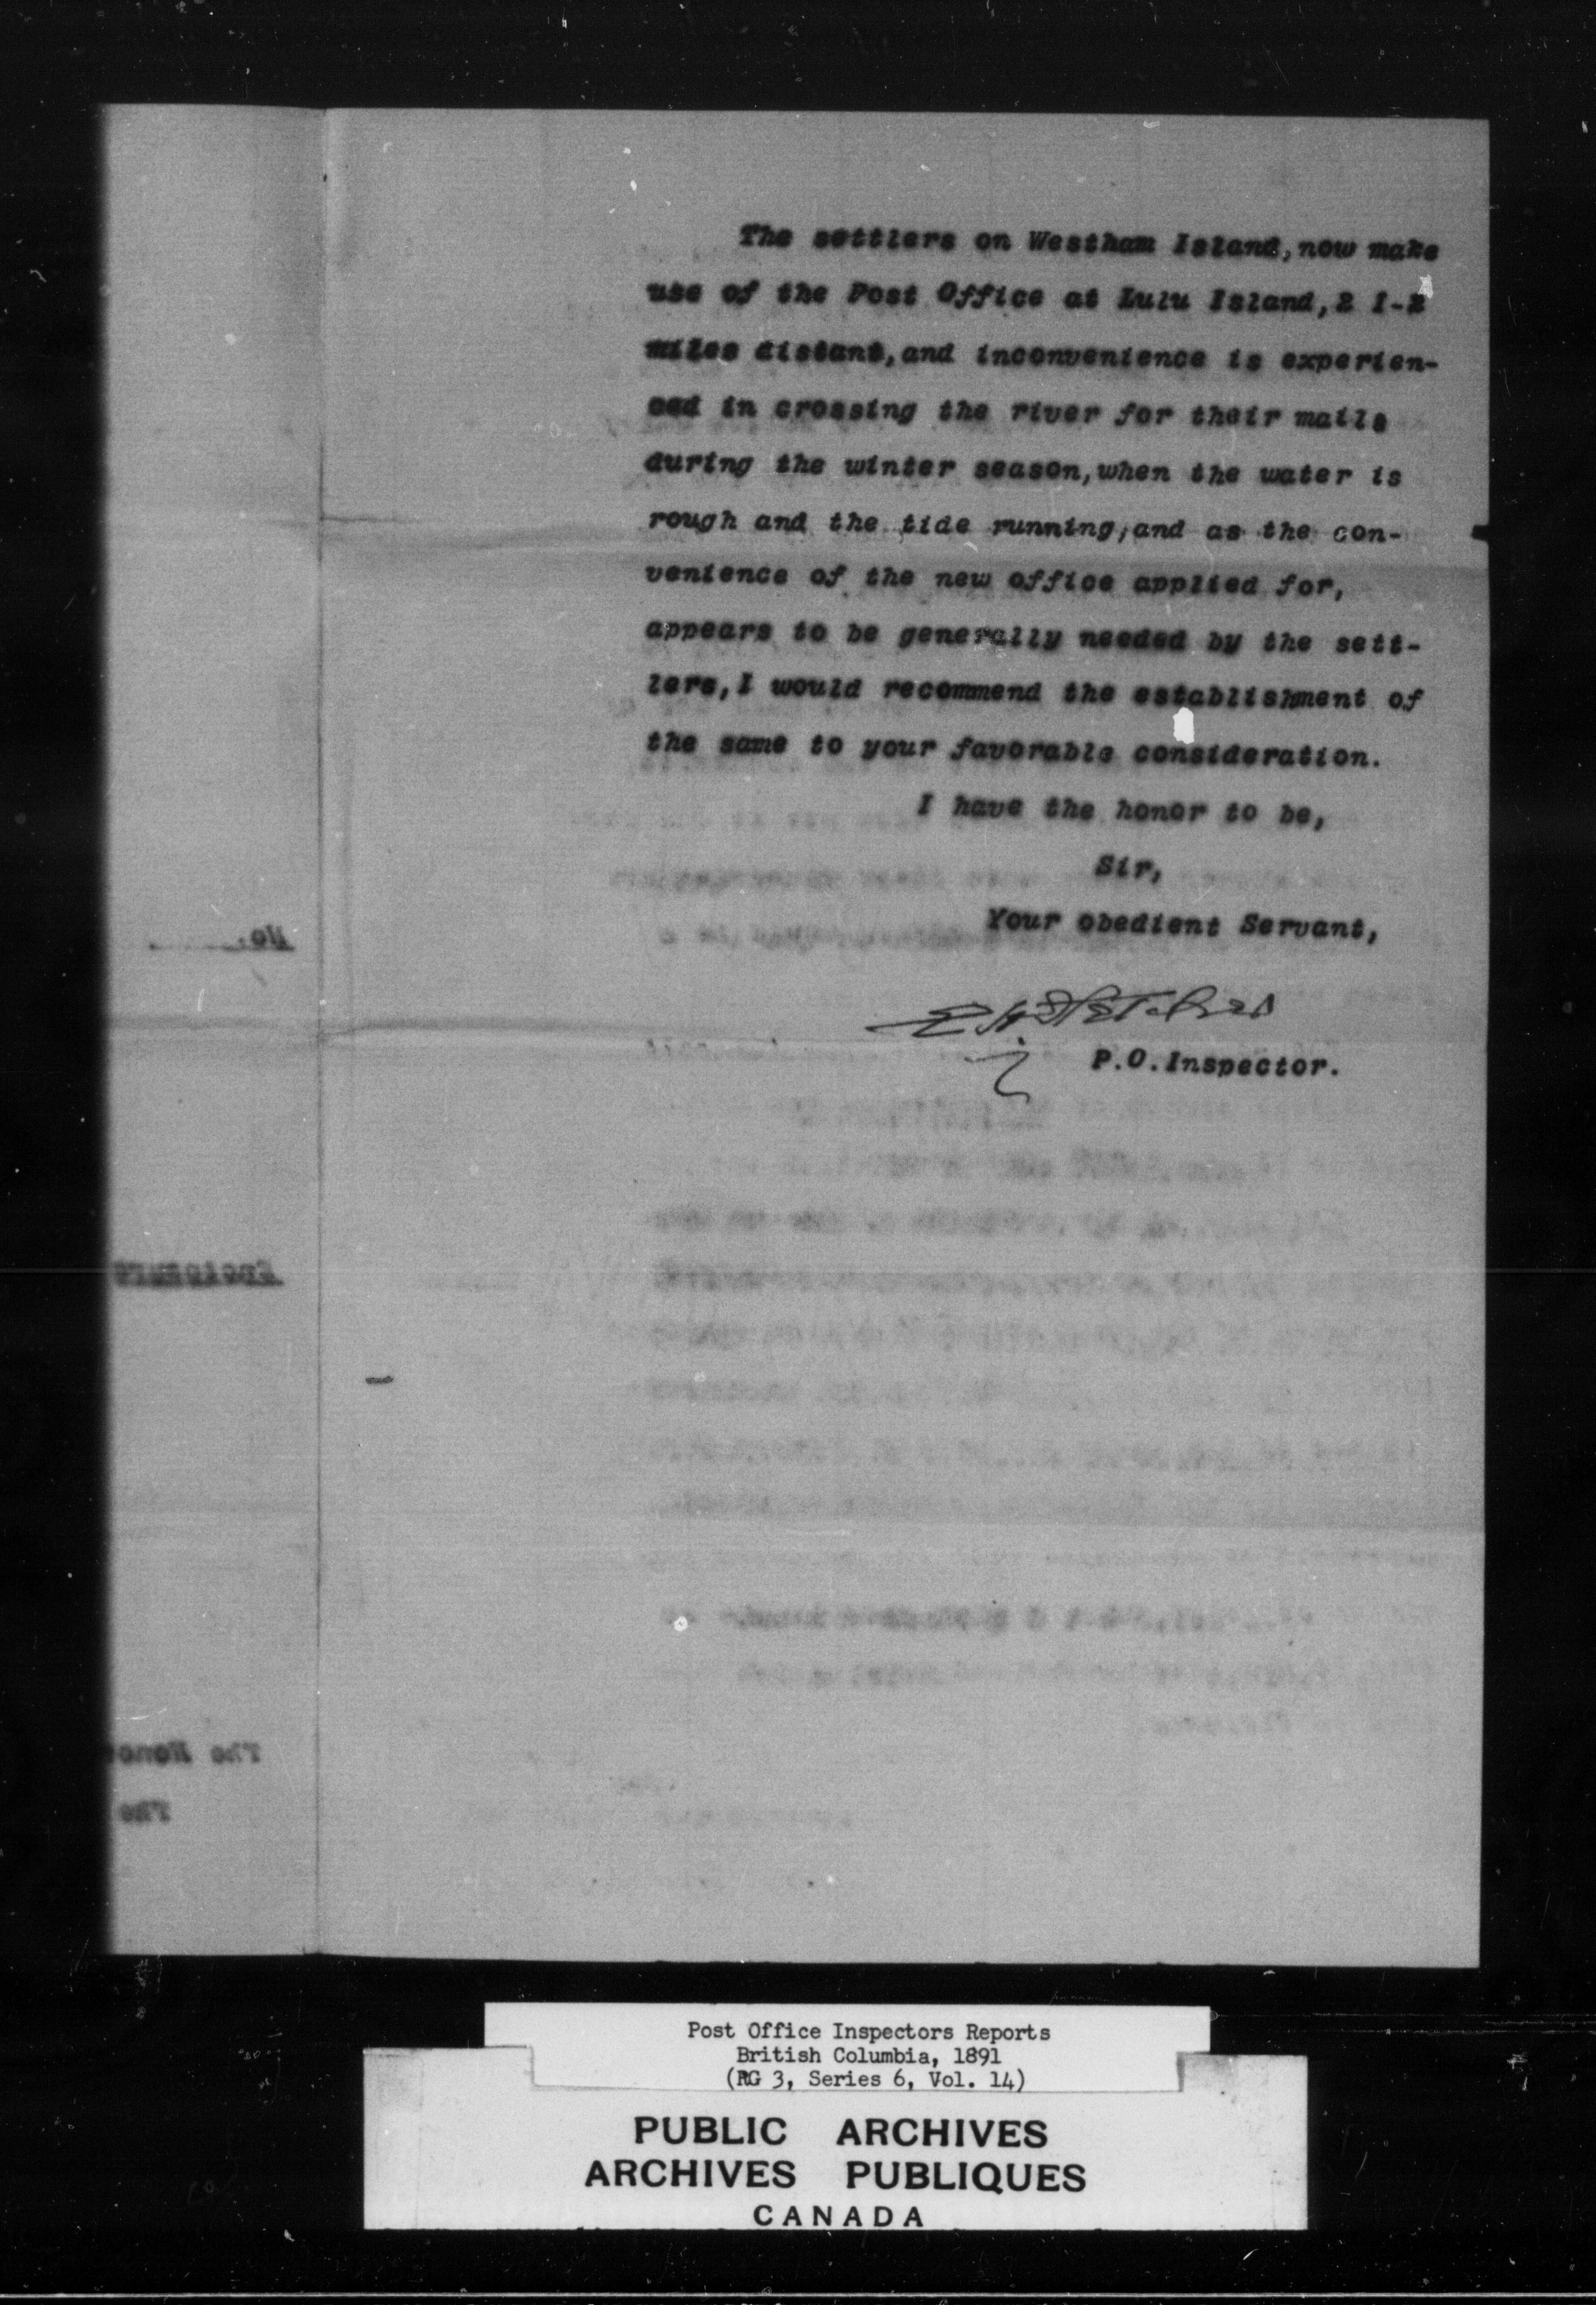 The settlers on Westham Island, now make
use of the Post Office at Lulu Island, 2 1-2
miles distant, and inconvenience is experien-
ced in crossing the river for their mails
during the winter season, when the water is
rough and the tide running, and as the con-
venience of the new office applied for,
appears to be generally needed by the sett-
lers, I would recommend the establishment of
the same to your favorable consideration.
I have the honor to be,
Sir,
Your obedient Servant,
P.O. Inspector.
No.
The Hono
The
Post Office Inspectors Reports
British Columbia, 1891
(RG 3, Series 6, Vol. 14)
PUBLIC ARCHIVES
ARCHIVES PUBLIQUES
CANADA